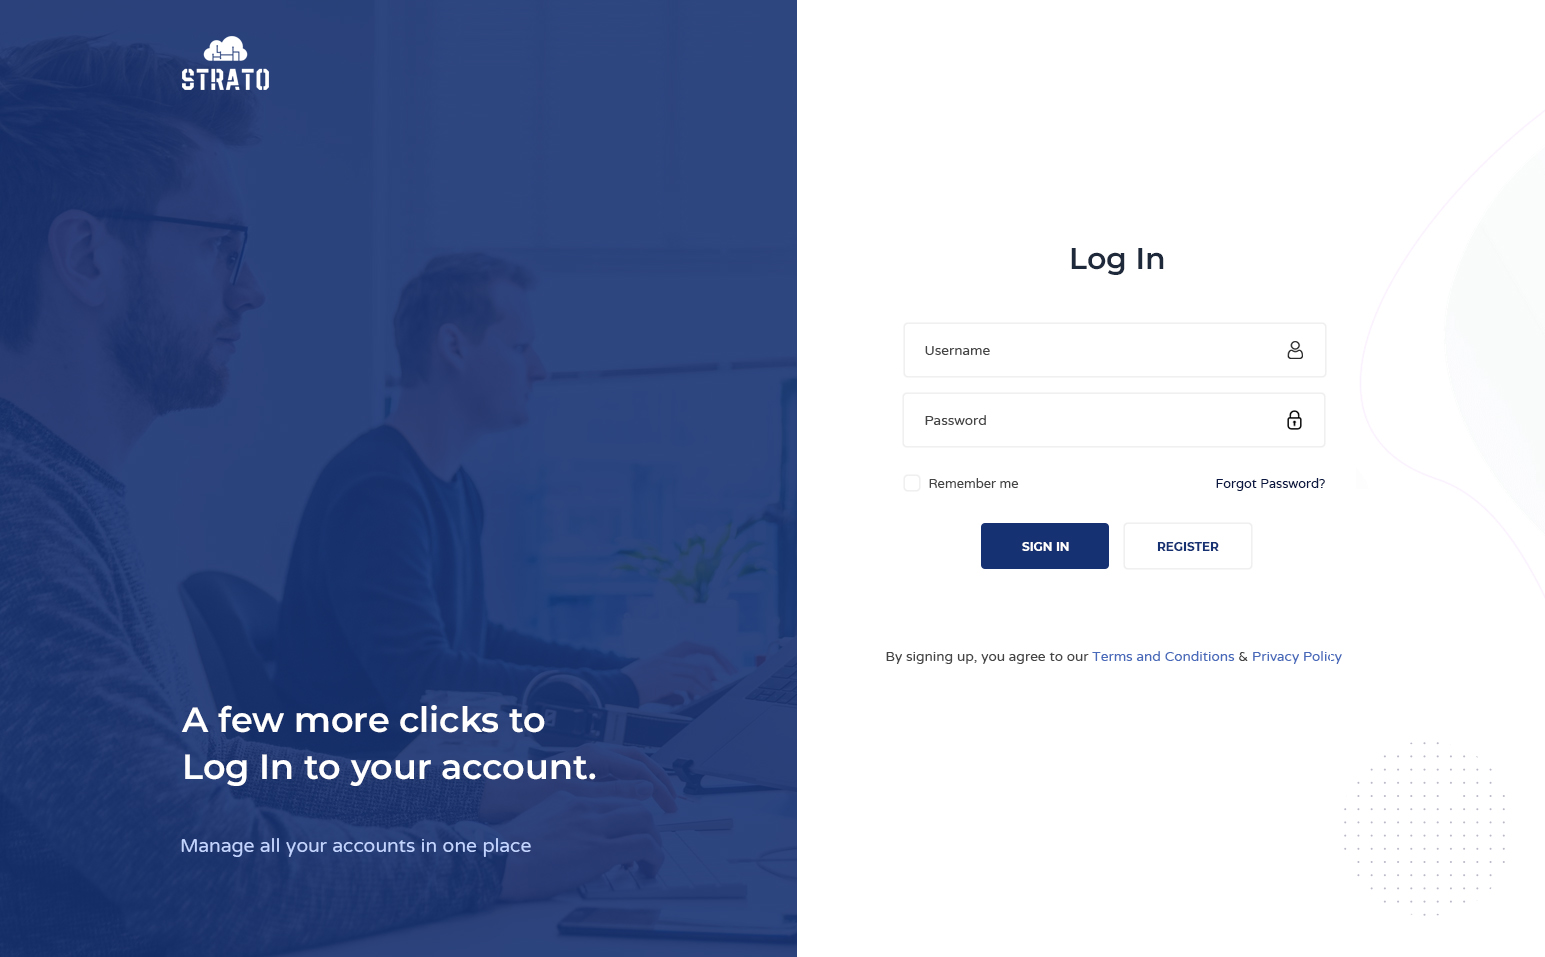 STRATO
A few more clicks to
Log In to your account.
Manage all your accounts in one place
Log In
Username
Password
Remember me
Forgot Password?
SIGN IN
REGISTER
By signing up, you agree to our Terms and Conditions & Privacy Policy